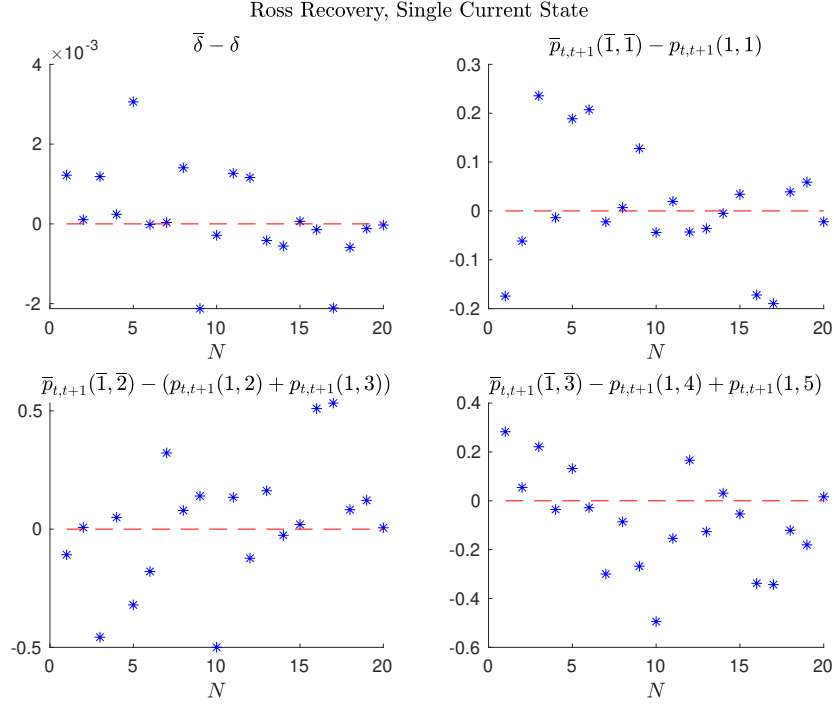 Ross Recovery, Single Current State
×10⁻³
δ̅ − δ
4
2
0
-2
0 5 10 15 20
N
p̅ₜ,ₜ₊₁(1̅, 1̅) − pₜ,ₜ₊₁(1, 1)
0.3
0.2
0.1
0
-0.1
-0.2
0 5 10 15 20
N
p̅ₜ,ₜ₊₁(1̅, 2̅) − (pₜ,ₜ₊₁(1, 2) + pₜ,ₜ₊₁(1, 3))
0.5
0
-0.5
0 5 10 15 20
N
p̅ₜ,ₜ₊₁(1̅, 3̅) − pₜ,ₜ₊₁(1, 4) + pₜ,ₜ₊₁(1, 5)
0.4
0.2
0
-0.2
-0.4
-0.6
0 5 10 15 20
N